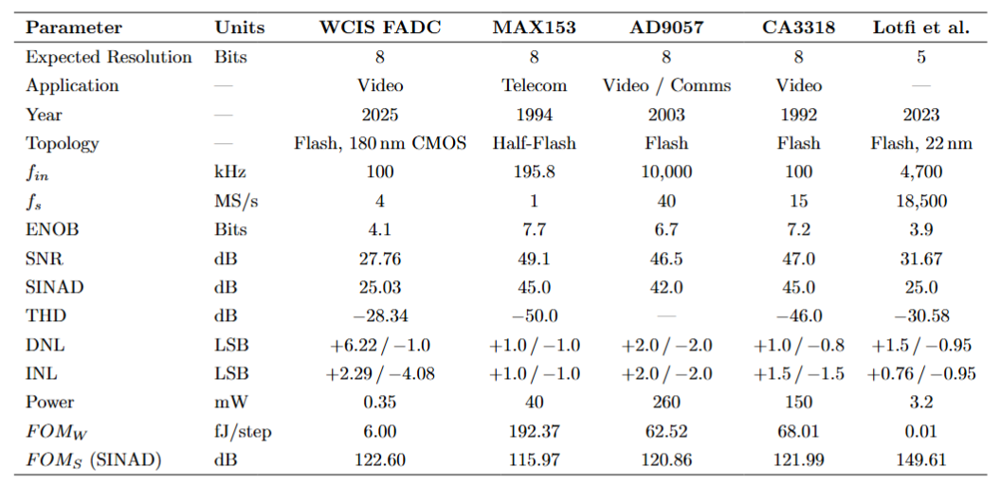 Parameter Units WCIS FADC MAX153 AD9057 CA3318 Lotfi et al.
Expected Resolution Bits 8 8 8 8 5
Application — Video Telecom Video / Comms Video —
Year — 2025 1994 2003 1992 2023
Topology — Flash, 180 nm CMOS Half-Flash Flash Flash Flash, 22 nm
f_in kHz 100 195.8 10,000 100 4,700
f_s MS/s 4 1 40 15 18,500
ENOB Bits 4.1 7.7 6.7 7.2 3.9
SNR dB 27.76 49.1 46.5 47.0 31.67
SINAD dB 25.03 45.0 42.0 45.0 25.0
THD dB −28.34 −50.0 — −46.0 −30.58
DNL LSB +6.22 / −1.0 +1.0 / −1.0 +2.0 / −2.0 +1.0 / −0.8 +1.5 / −0.95
INL LSB +2.29 / −4.08 +1.0 / −1.0 +2.0 / −2.0 +1.5 / −1.5 +0.76 / −0.95
Power mW 0.35 40 260 150 3.2
FOM_W fJ/step 6.00 192.37 62.52 68.01 0.01
FOM_S (SINAD) dB 122.60 115.97 120.86 121.99 149.61